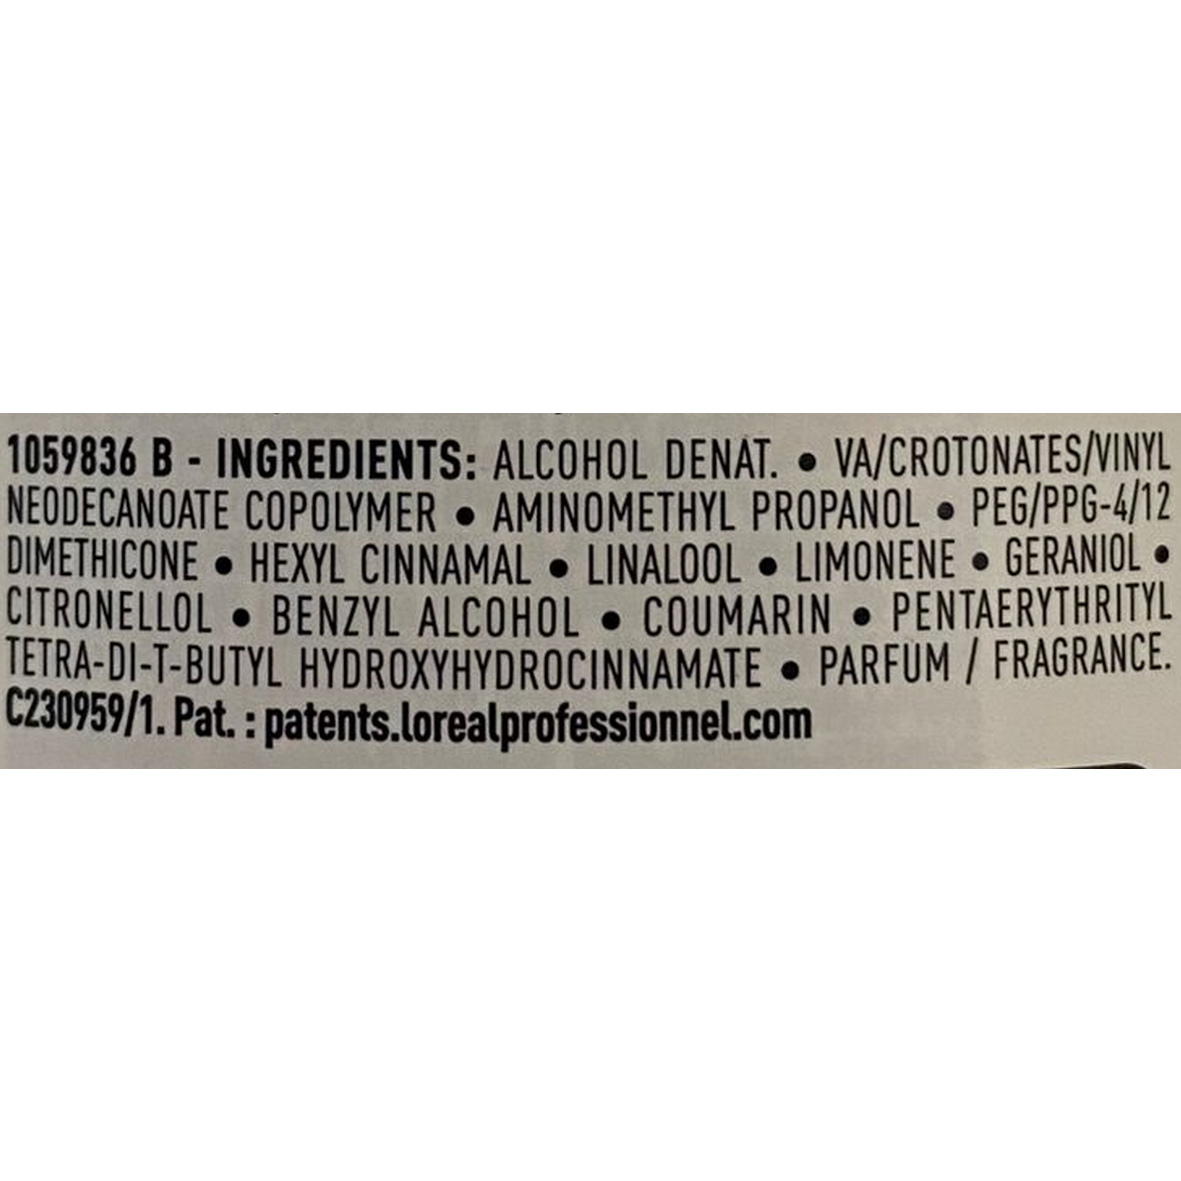 1059836 B - INGREDIENTS: ALCOHOL DENAT. • VA/CROTONATES/VINYL
NEODECANOATE COPOLYMER • AMINOMETHYL PROPANOL • PEG/PPG-4/12
DIMETHICONE • HEXYL CINNAMAL • LINALOOL • LIMONENE • GERANIOL •
CITRONELLOL • BENZYL ALCOHOL • COUMARIN • PENTAERYTHRITYL
TETRA-DI-T-BUTYL HYDROXYHYDROCINNAMATE • PARFUM / FRAGRANCE.
C230959/1. Pat. : patents.lorealprofessionnel.com